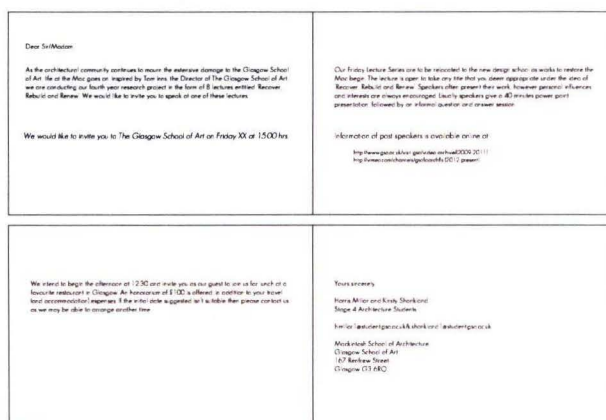 Dear Sir/Madam
As the architectural community continues to mourn the extensive damage to the Glasgow School
of Art life at the Mac goes on. Inspired by Tom Inns the Director of The Glasgow School of Art
we are conducting our fourth year research project in the form of 8 lectures entitled 'Recover
Rebuild and Renew'. We would like to invite you to speak at one of these lectures.
We would like to invite you to The Glasgow School of Art on Friday XX at 1500 hrs.
Our Friday Lecture Series are to be relocated to the new design school as works to restore the
Mac begin. The lecture is open to take any title that you deem appropriate under the idea of
'Recover Rebuild and Renew'. Speakers often present their work, however personal influences
and interests are always encouraged. Usually speakers give a 40 minutes power point
presentation followed by an informal question and answer session.
Information of past speakers is available online at:
We intend to begin the afternoon at 12:30 and invite you as our guest to join us for lunch at a
favourite restaurant in Glasgow. An honorarium of £100 is offered in addition to your travel
(and accommodation) expenses. If the initial date suggested isn't suitable then please contact us
as we may be able to arrange another time.
Yours sincerely
Harris Miller and Kirsty Shankland
Stage 4 Architecture Students
Mackintosh School of Architecture
Glasgow School of Art
167 Renfrew Street
Glasgow G3 6RQ